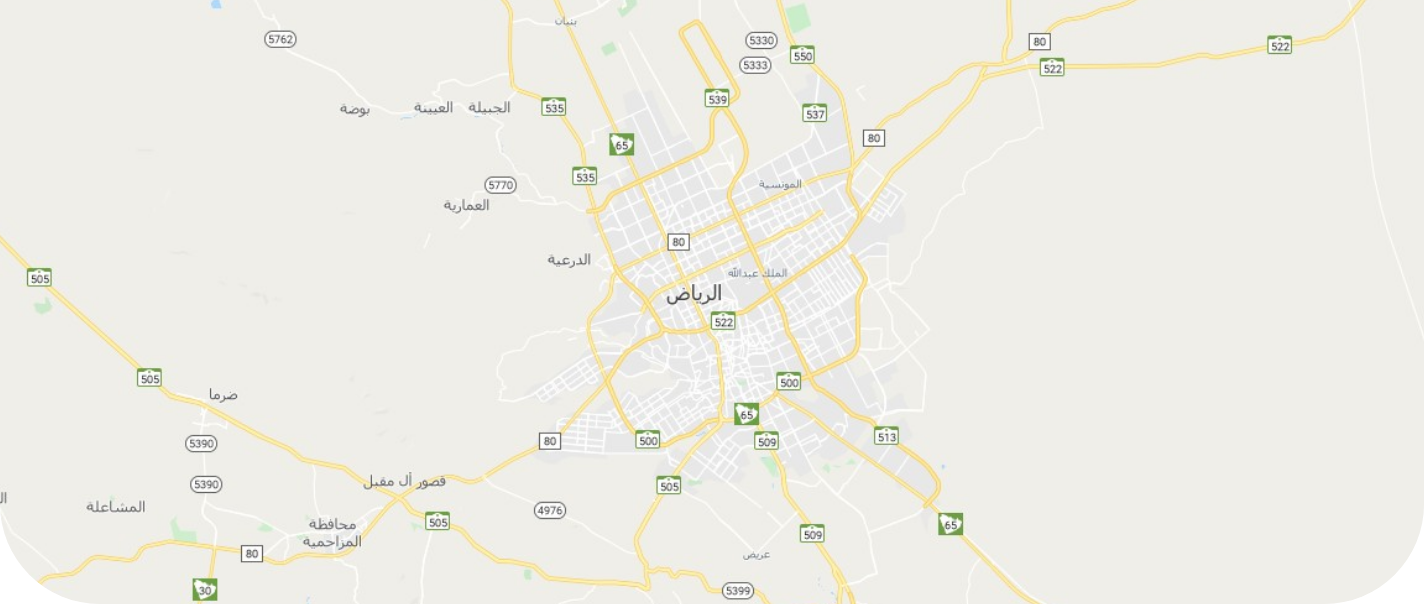 بنبان
5762
5330
550
80
522
5333
522
539
535
بوضة
العيينة
الجبيلة
537
65
80
535
5770
المونسية
العمارية
80
الدرعية
505
الملك عبدالله
الرياض
522
505
500
ضرما
65
80
500
509
513
5390
قصور آل مقبل
5390
505
المشاعلة
4976
505
محافظة
المزاحمية
65
509
80
عريض
30
5399